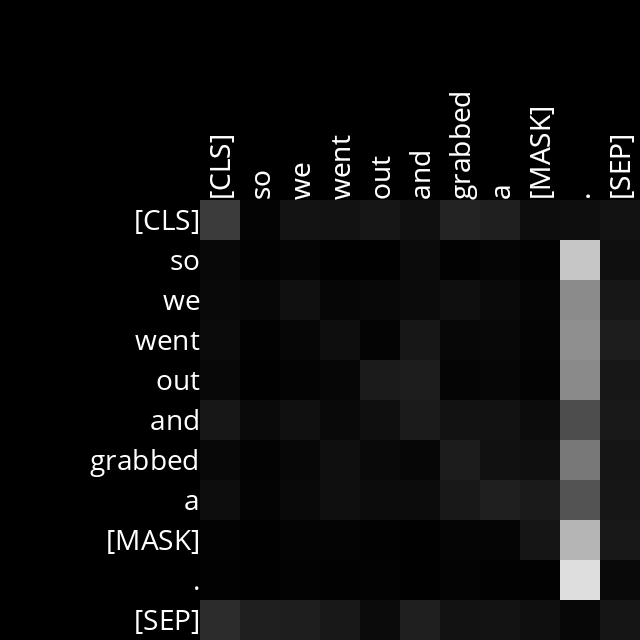 [CLS] so we went out and grabbed a [MASK] . [SEP]
[CLS]
so
we
went
out
and
grabbed
a
[MASK]
.
[SEP]